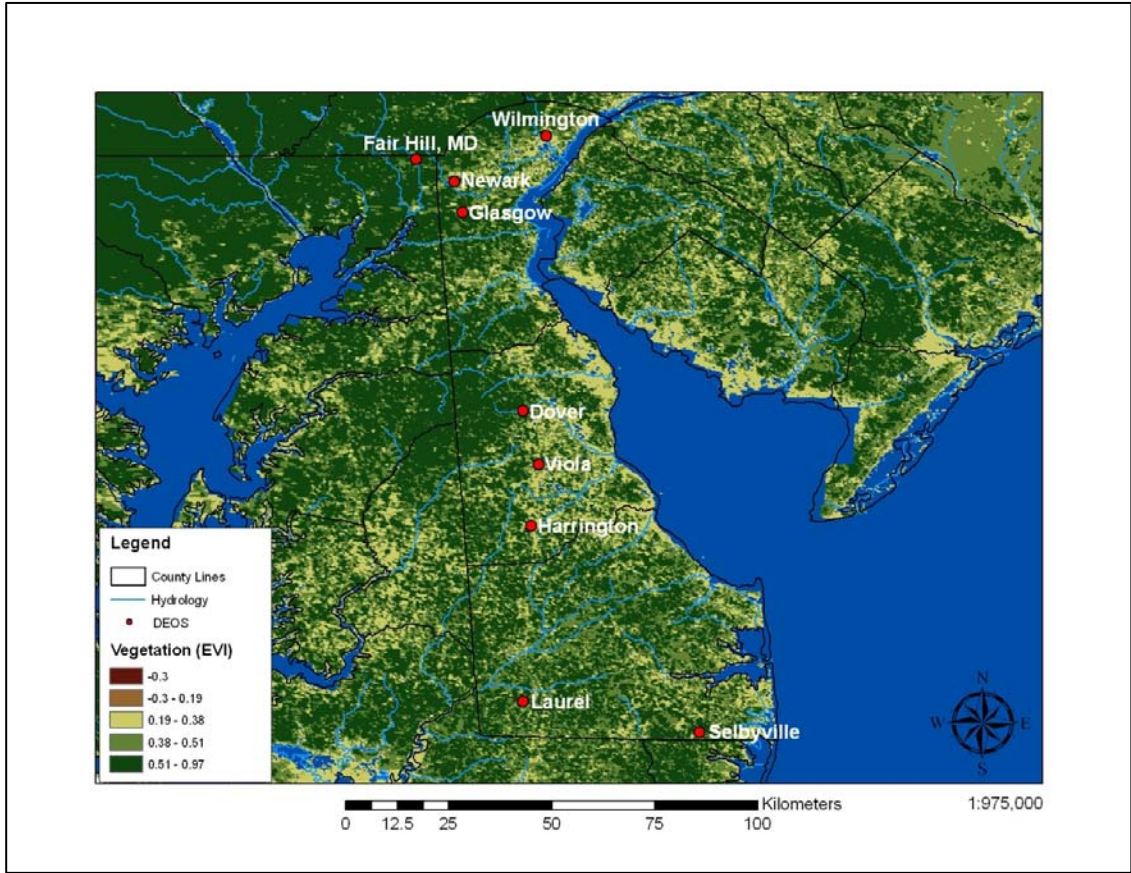 Wilmington
Fair Hill, MD
Newark
Glasgow
Dover
Viola
Harrington
Laurel
Selbyville
Legend
County Lines
Hydrology
DEOS
Vegetation (EVI)
-0.3
-0.3 - 0.19
0.19 - 0.38
0.38 - 0.51
0.51 - 0.97
N
W E
S
Kilometers
0 12.5 25 50 75 100
1:975,000